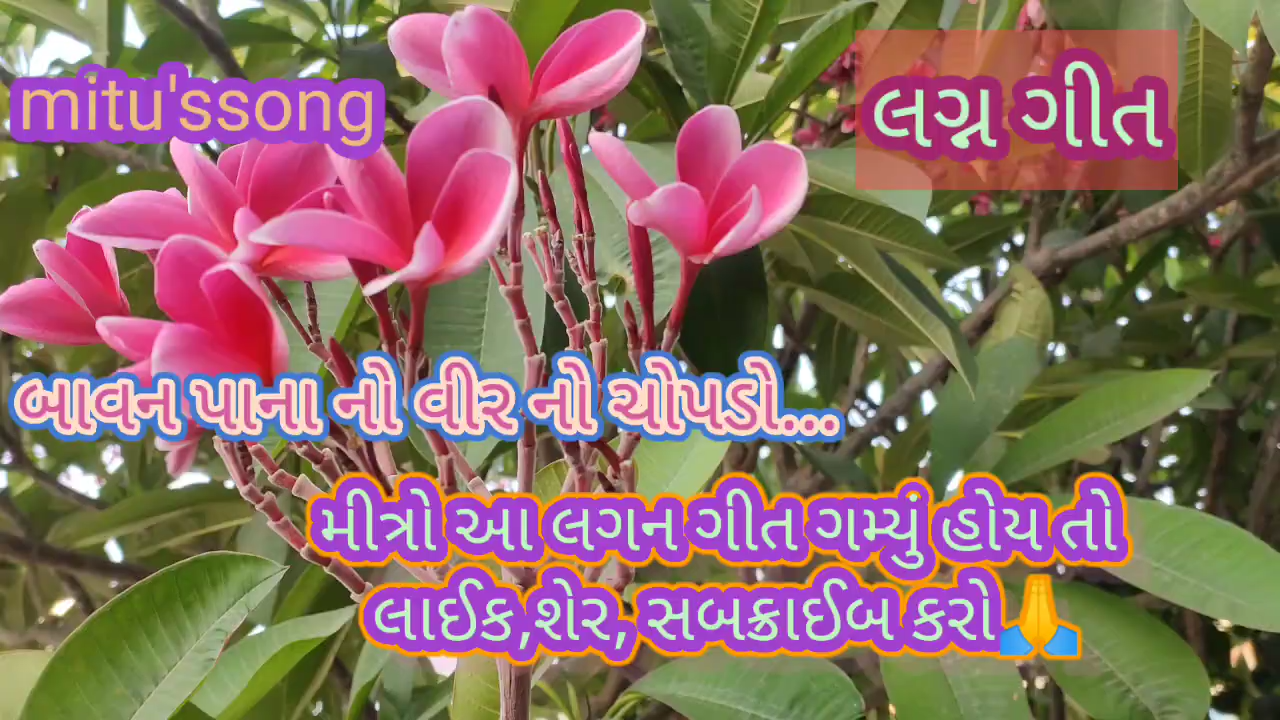 mitu'ssong
લગ્ન ગીત
બાવન પાના નો વીર નો ચોપડો...
મીત્રો આ લગન ગીત ગમ્યું હોય તો
લાઈક,શેર, સબક્રાઈબ કરો🙏